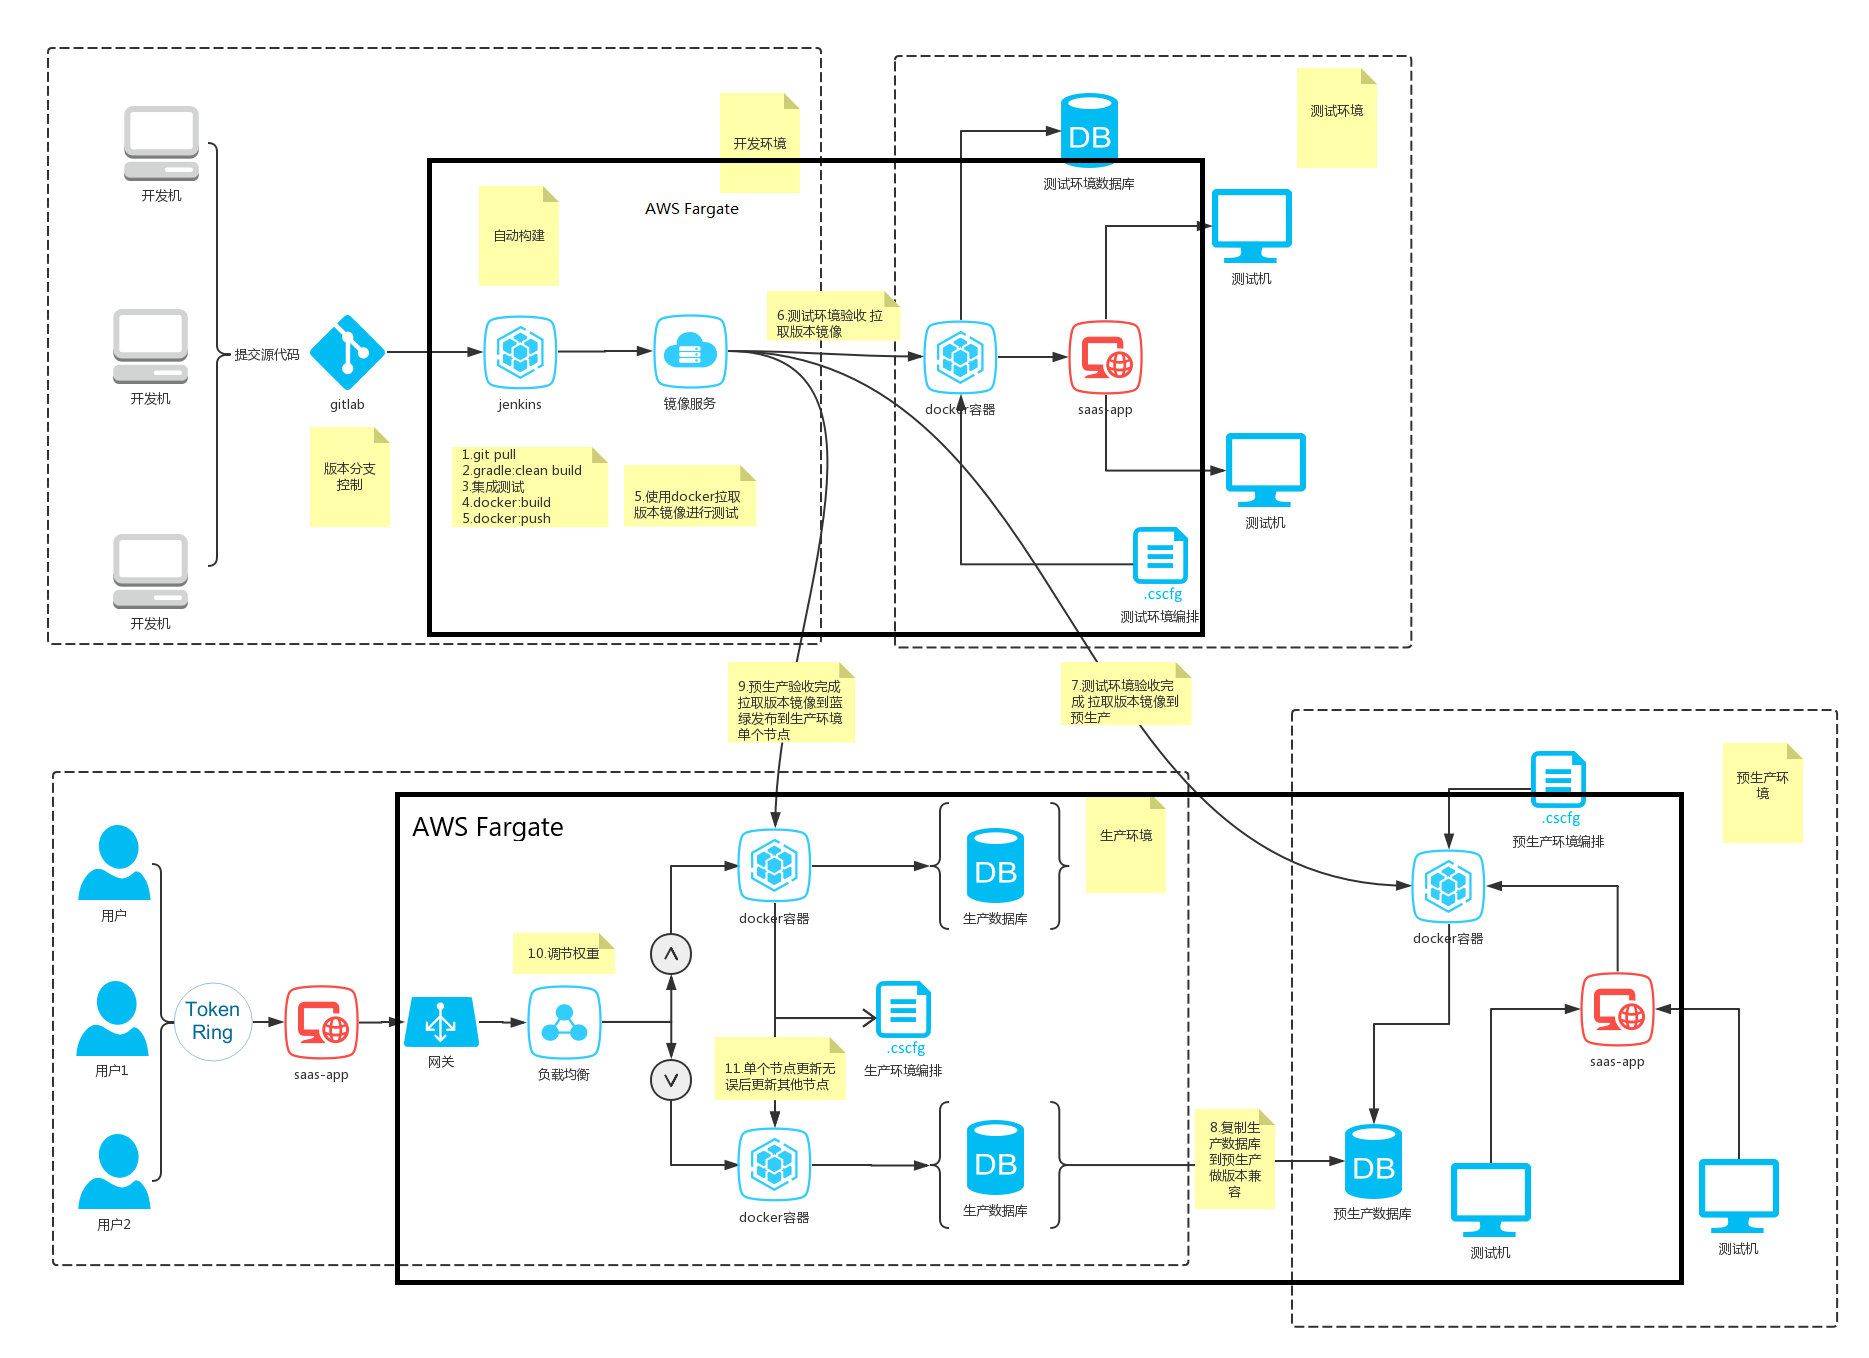 开发环境
测试环境
DB
测试环境数据库
开发机
AWS Fargate
自动构建
测试机
6.测试环境验收 拉
取版本镜像
提交源代码
开发机
gitlab
jenkins
镜像服务
docker容器
saas-app
版本分支
控制
1.git pull
2.gradle:clean build
3.集成测试
4.docker:build
5.docker:push
5.使用docker拉取
版本镜像进行测试
测试机
开发机
.cscfg
测试环境编排
9.预生产验收完成
拉取版本镜像到蓝
绿发布到生产环境
单个节点
7.测试环境验收完
成 拉取版本镜像到
预生产
预生产环
境
.cscfg
预生产环境编排
AWS Fargate
生产环境
DB
用户
docker容器
生产数据库
docker容器
10.调节权重
Token
Ring
saas-app
网关
负载均衡
用户1
.cscfg
生产环境编排
saas-app
11.单个节点更新无
误后更新其他节点
8.复制生
产数据库
到预生产
做版本兼
容
DB
DB
用户2
docker容器
生产数据库
预生产数据库
测试机
测试机